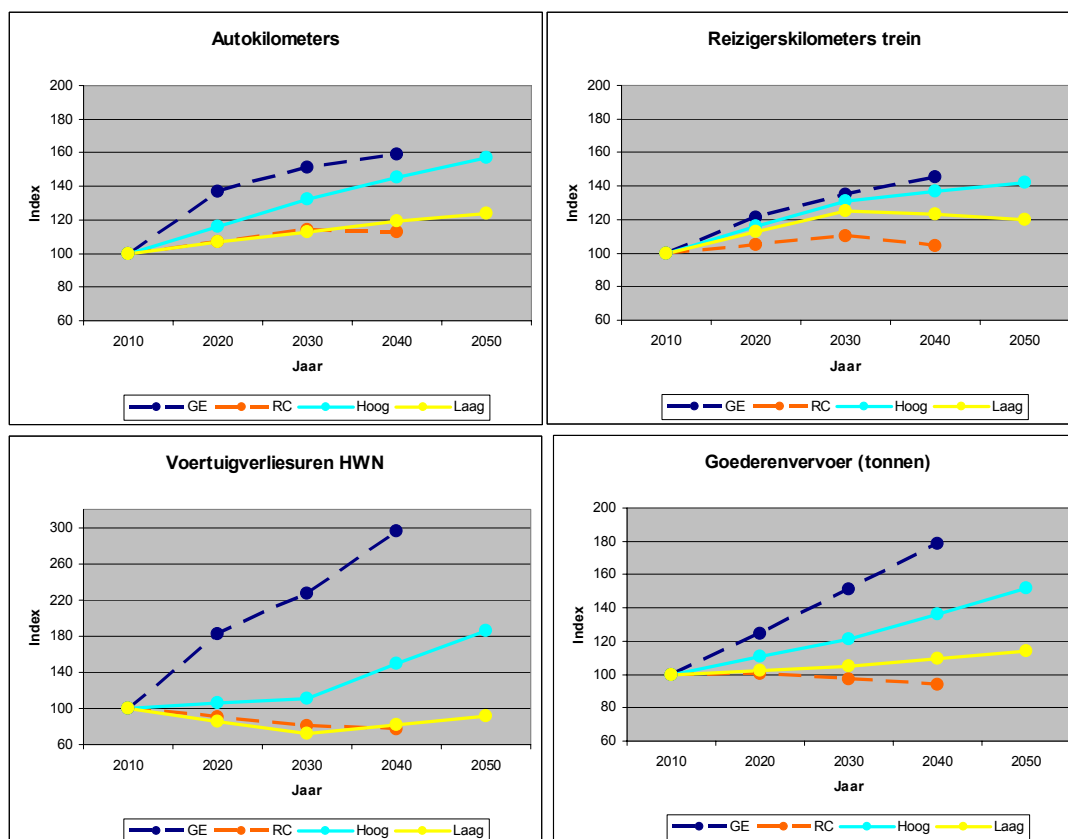 Autokilometers
200
180
160
140
120
100
80
60
Index
2010 2020 2030 2040 2050
Jaar
GE RC Hoog Laag
Reizigerskilometers trein
200
180
160
140
120
100
80
60
Index
2010 2020 2030 2040 2050
Jaar
GE RC Hoog Laag
Voertuigverliesuren HWN
300
260
220
180
140
100
60
Index
2010 2020 2030 2040 2050
Jaar
GE RC Hoog Laag
Goederenvervoer (tonnen)
200
180
160
140
120
100
80
60
Index
2010 2020 2030 2040 2050
Jaar
GE RC Hoog Laag